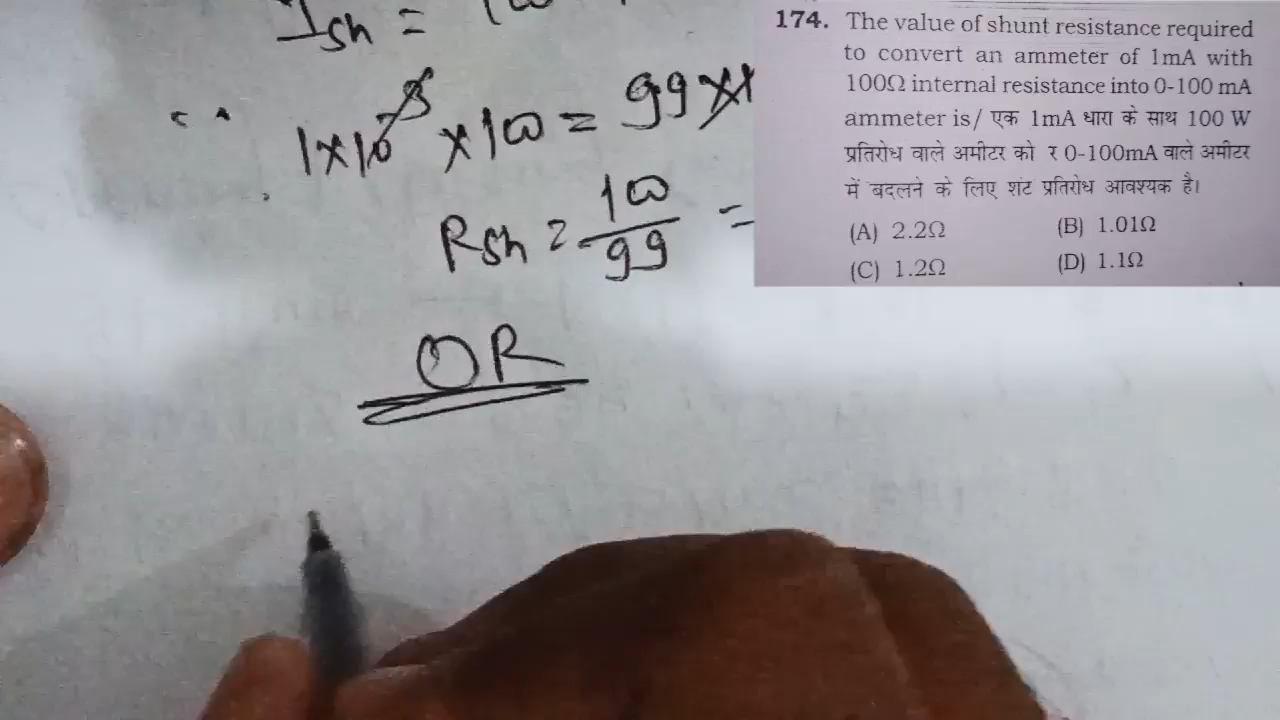 Ish =
1×10⁻³ ×100 = 99 ××
Rsh = 100/99 =
OR
174. The value of shunt resistance required
to convert an ammeter of 1mA with
100Ω internal resistance into 0-100 mA
ammeter is/ एक 1mA धारा के साथ 100 W
प्रतिरोध वाले अमीटर को र 0-100mA वाले अमीटर
में बदलने के लिए शंट प्रतिरोध आवश्यक है।
(A) 2.2Ω (B) 1.01Ω
(C) 1.2Ω (D) 1.1Ω